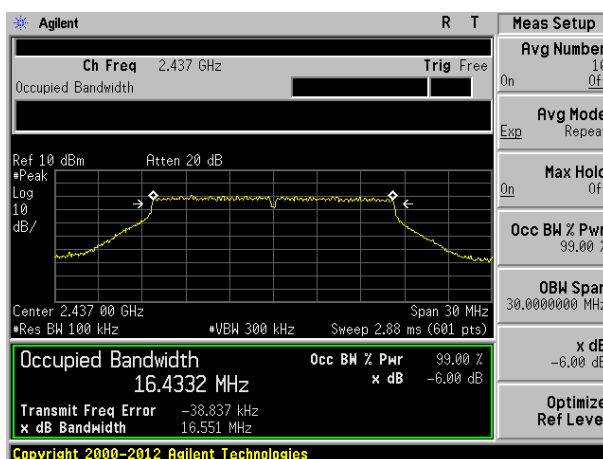 Agilent R T Meas Setup
Ch Freq 2.437 GHz Trig Free
Occupied Bandwidth
Ref 10 dBm Atten 20 dB
#Peak
Log
10
dB/
Center 2.437 00 GHz Span 30 MHz
#Res BW 100 kHz #VBW 300 kHz Sweep 2.88 ms (601 pts)
Occupied Bandwidth Occ BW % Pwr 99.00 %
16.4332 MHz x dB -6.00 dB
Transmit Freq Error -38.837 kHz
x dB Bandwidth 16.551 MHz
Copyright 2000-2012 Agilent Technologies
Avg Number
10
On Off
Avg Mode
Exp Repeat
Max Hold
On Off
Occ BW % Pwr
99.00 %
OBW Span
30.0000000 MHz
x dB
-6.00 dB
Optimize
Ref Level